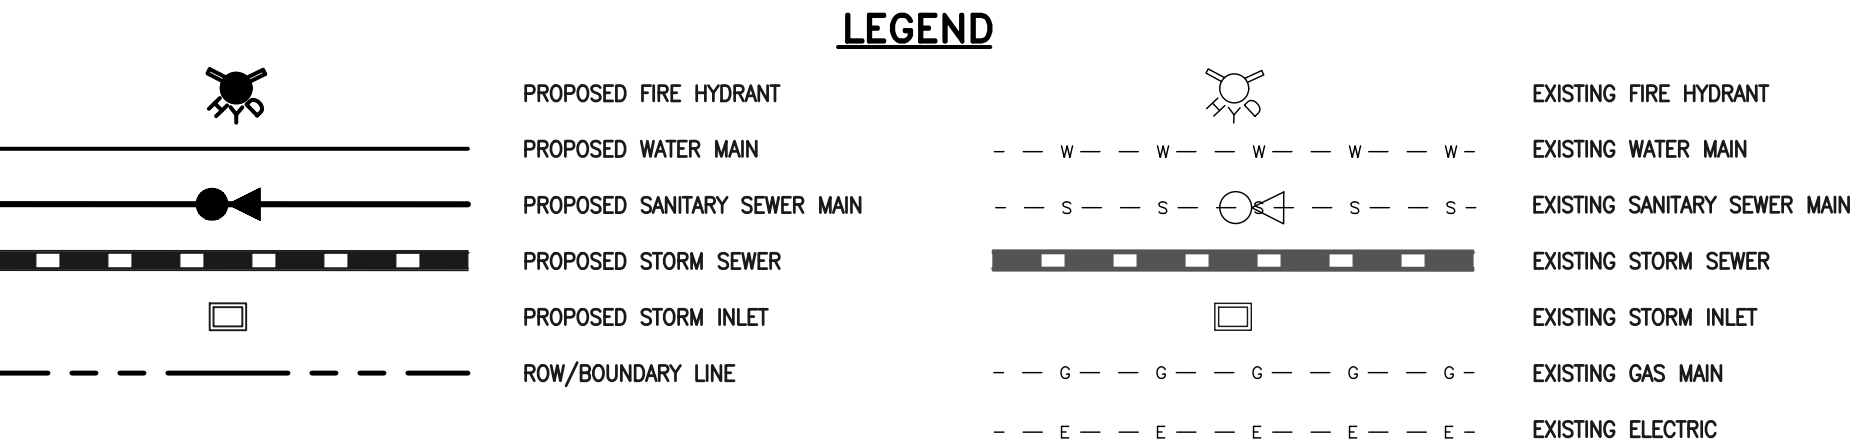 LEGEND
HYD PROPOSED FIRE HYDRANT HYD EXISTING FIRE HYDRANT
PROPOSED WATER MAIN W W W W W EXISTING WATER MAIN
PROPOSED SANITARY SEWER MAIN S S S S S EXISTING SANITARY SEWER MAIN
PROPOSED STORM SEWER EXISTING STORM SEWER
PROPOSED STORM INLET EXISTING STORM INLET
ROW/BOUNDARY LINE G G G G G EXISTING GAS MAIN
E E E E E EXISTING ELECTRIC